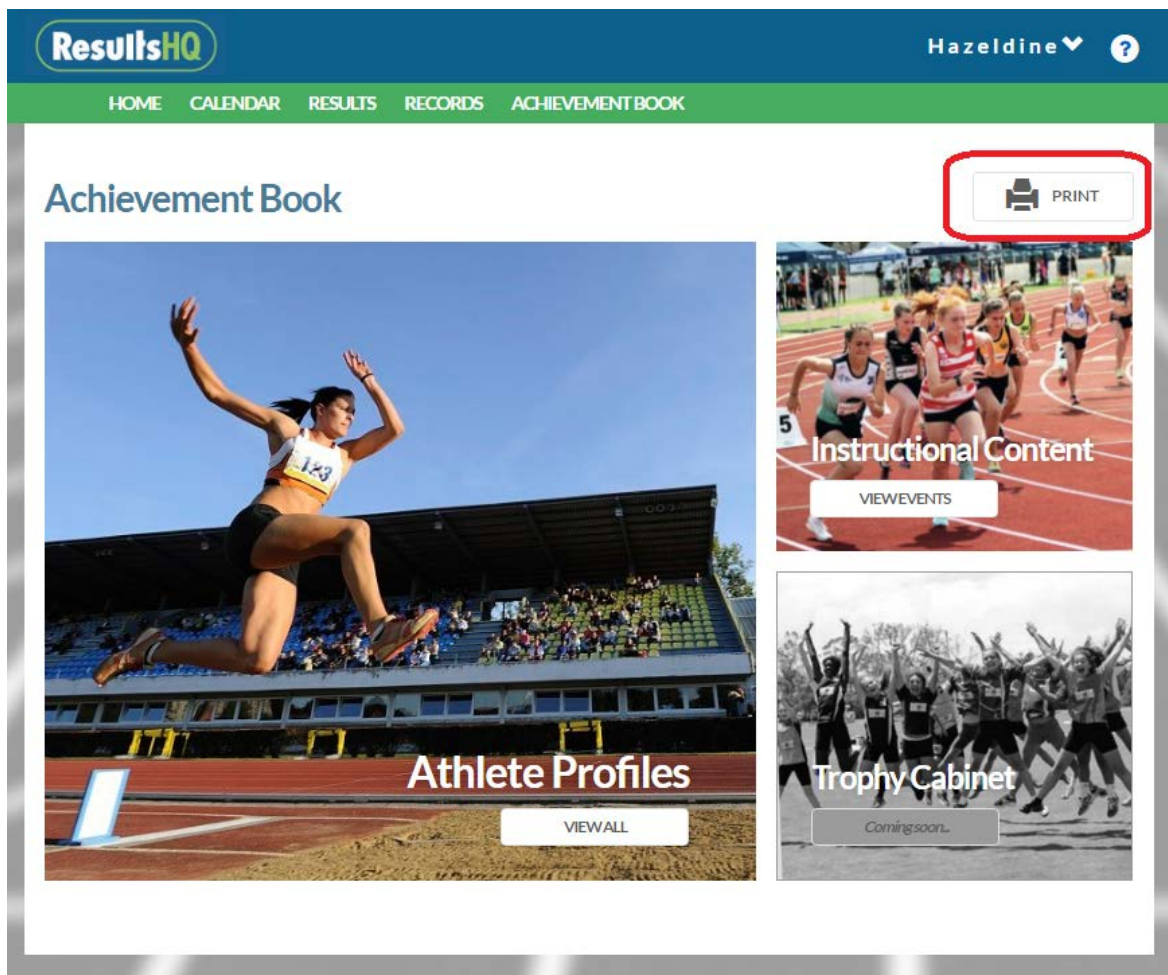 ResultsHQ
Hazeldine
?
HOME CALENDAR RESULTS RECORDS ACHIEVEMENT BOOK
Achievement Book
PRINT
123
5
Instructional Content
VIEW EVENTS
Athlete Profiles
VIEW ALL
Trophy Cabinet
Coming soon...